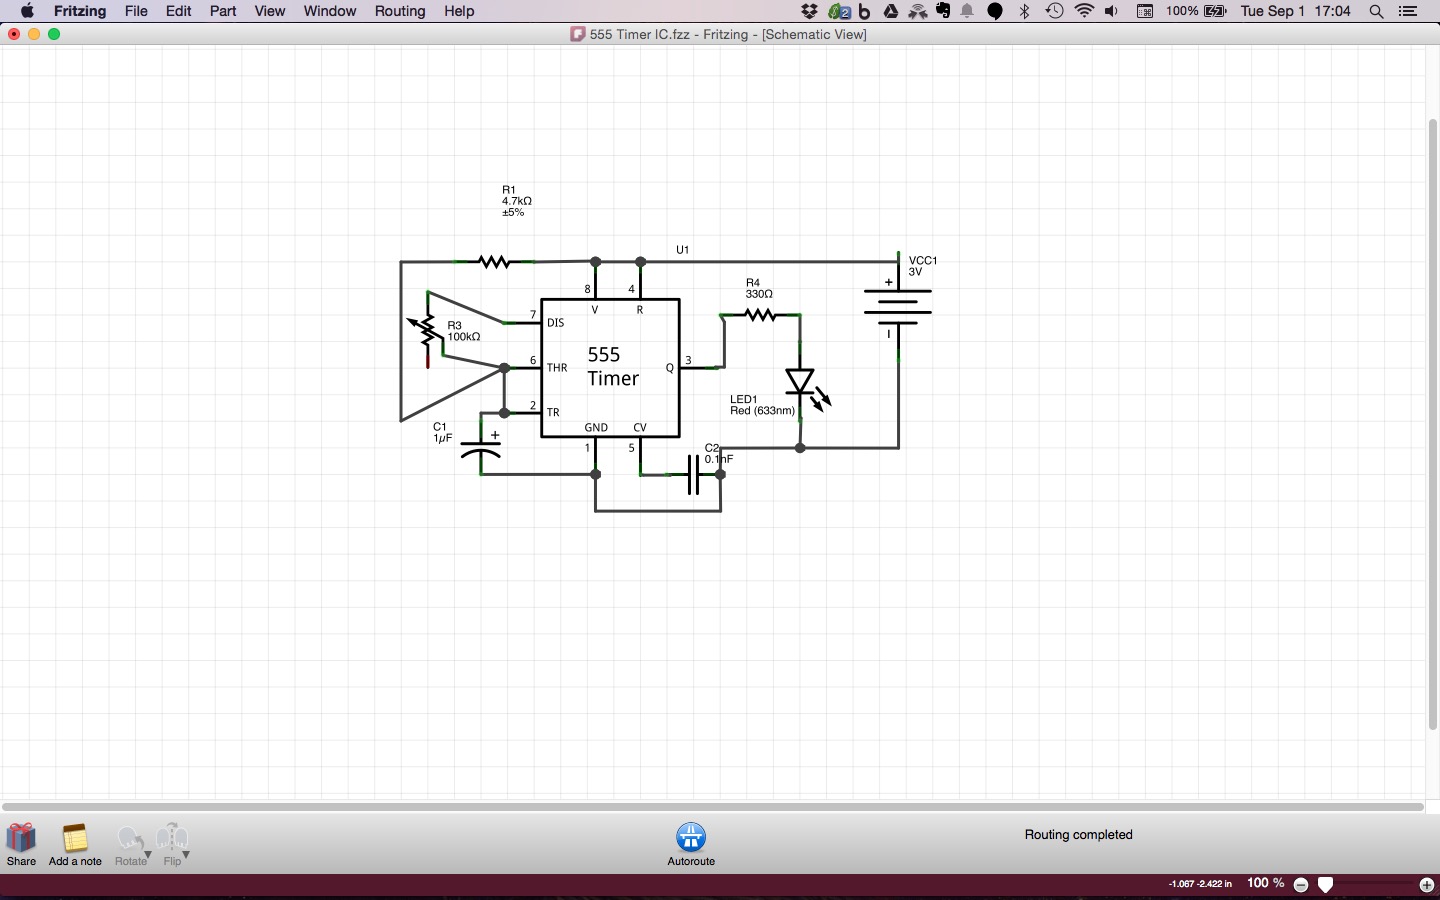 Fritzing File Edit Part View Window Routing Help 2 100% Tue Sep 1 17:04
555 Timer IC.fzz - Fritzing - [Schematic View]
R1
4.7kΩ
±5%
U1
VCC1
3V
+
R4
330Ω
8
4
V
R
7
DIS
R3
100kΩ
555
Timer
6
THR
Q
3
2
TR
LED1
Red (633nm)
C1
1µF
+
GND
CV
1
5
C2
0.1nF
Routing completed
Share
Add a note
Rotate
Flip
Autoroute
-1.067 -2.422 in
100 %